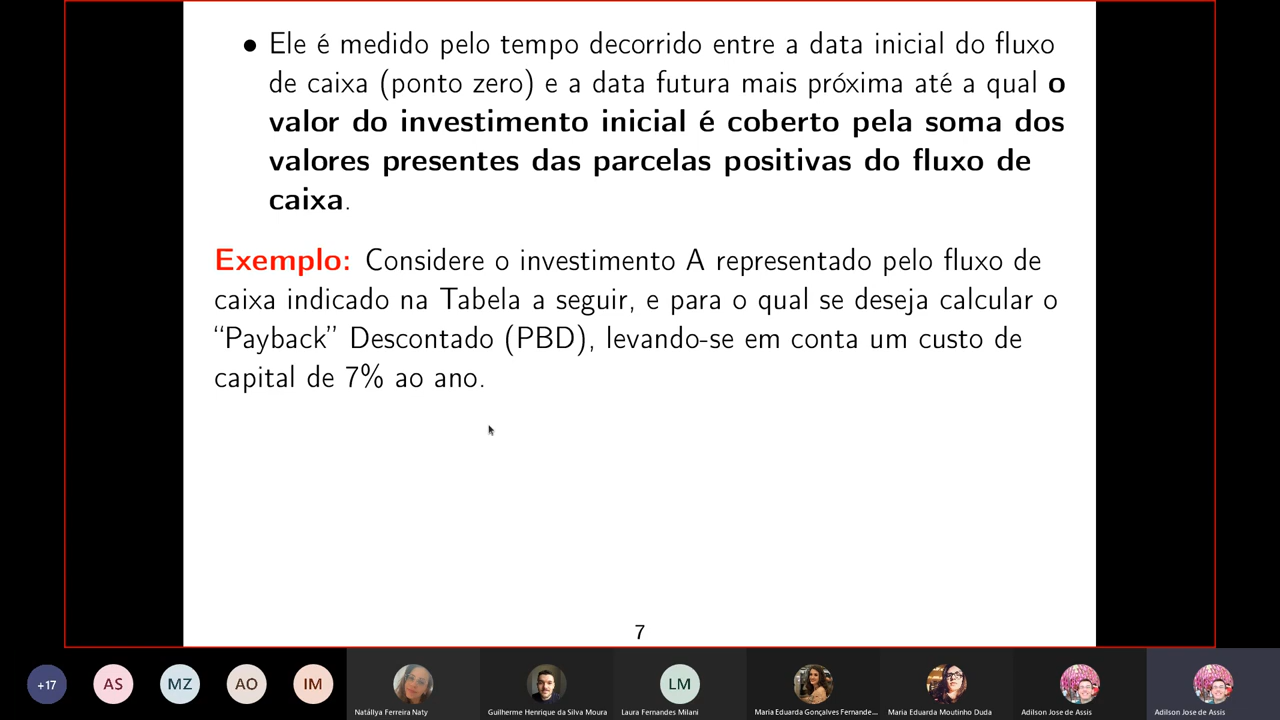 • Ele é medido pelo tempo decorrido entre a data inicial do fluxo
de caixa (ponto zero) e a data futura mais próxima até a qual o
valor do investimento inicial é coberto pela soma dos
valores presentes das parcelas positivas do fluxo de
caixa.
Exemplo: Considere o investimento A representado pelo fluxo de
caixa indicado na Tabela a seguir, e para o qual se deseja calcular o
“Payback” Descontado (PBD), levando-se em conta um custo de
capital de 7% ao ano.
7
+17
AS
MZ
AO
IM
LM
Natállya Ferreira Naty
Guilherme Henrique da Silva Moura
Laura Fernandes Milani
Maria Eduarda Gonçalves Fernande...
Maria Eduarda Moutinho Duda
Adilson Jose de Assis
Adilson Jose de Assis